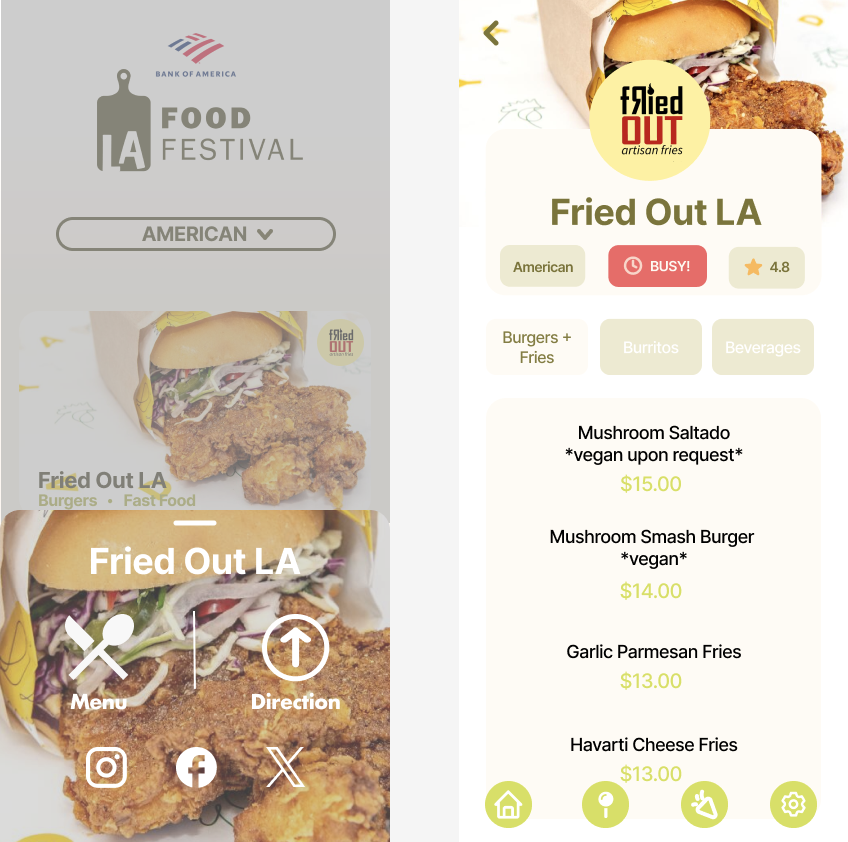 BANK OF AMERICA
LA
FOOD
FESTIVAL
AMERICAN
fRied
OUT
artisan fries
Fried Out LA
Burgers • Fast Food
Fried Out LA
Menu
Direction
fRied
OUT
artisan fries
Fried Out LA
American
BUSY!
4.8
Burgers +
Fries
Burritos
Beverages
Mushroom Saltado
*vegan upon request*
$15.00
Mushroom Smash Burger
*vegan*
$14.00
Garlic Parmesan Fries
$13.00
Havarti Cheese Fries
$13.00